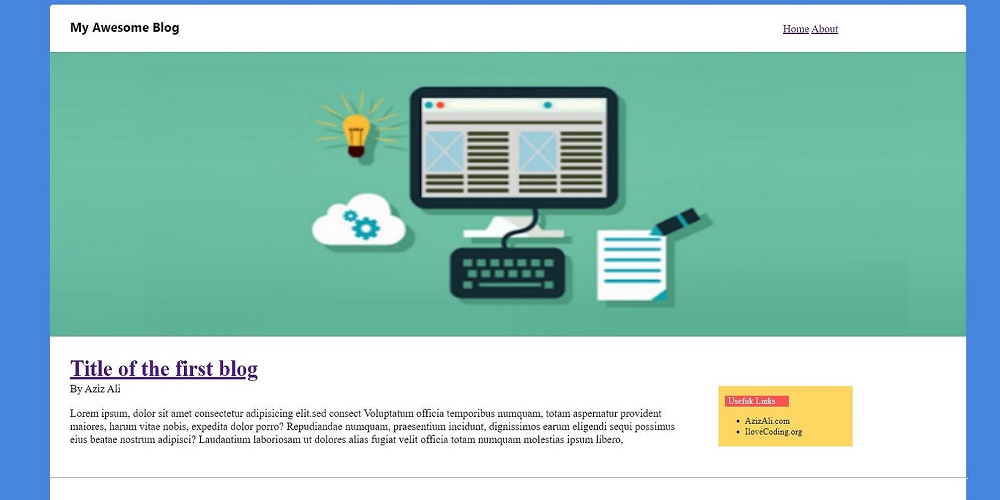 My Awesome Blog
Home About
Title of the first blog
By Aziz Ali
Lorem ipsum, dolor sit amet consectetur adipisicing elit.sed consect Voluptatum officia temporibus numquam, totam aspernatur provident
maiores, harum vitae nobis, expedita dolor porro? Repudiandae numquam, praesentium incidunt, dignissimos earum eligendi sequi possimus
eius beatae nostrum adipisci? Laudantium laboriosam ut dolores alias fugiat velit officia totam numquam molestias ipsum libero,
Usefuk Links
AzizAli.com
IloveCoding.org